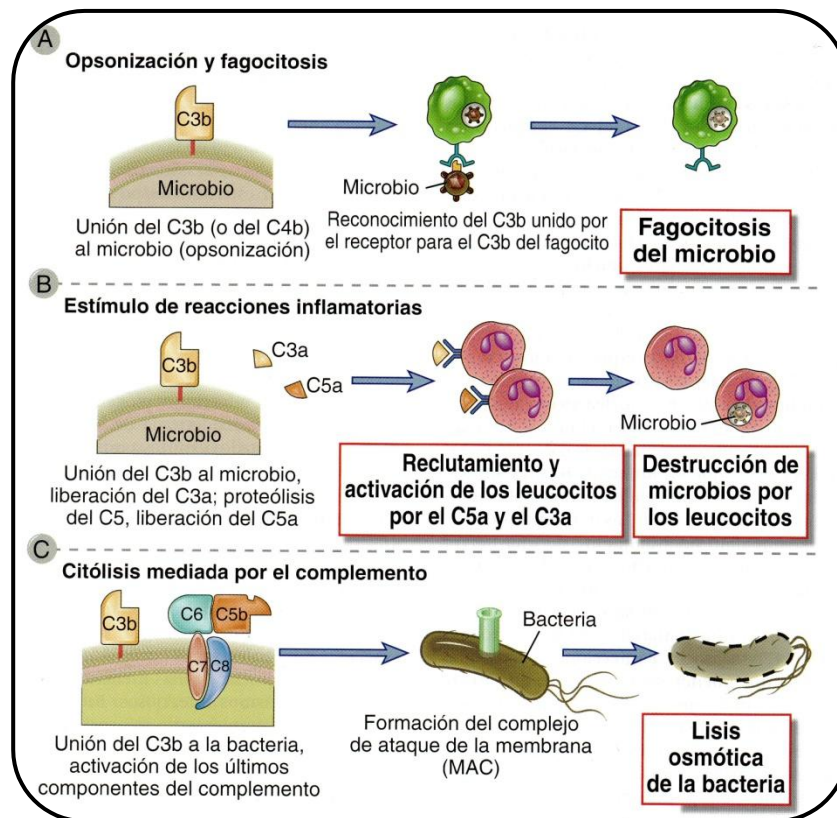 A
Opsonización y fagocitosis
C3b
Microbio
Unión del C3b (o del C4b)
al microbio (opsonización)
Microbio
Reconocimiento del C3b unido por
el receptor para el C3b del fagocito
Fagocitosis
del microbio
B
Estímulo de reacciones inflamatorias
C3b
C3a
C5a
Microbio
Unión del C3b al microbio,
liberación del C3a; proteólisis
del C5, liberación del C5a
Reclutamiento y
activación de los leucocitos
por el C5a y el C3a
Microbio
Destrucción de
microbios por
los leucocitos
C
Citólisis mediada por el complemento
C3b
C6
C5b
C7
C8
Unión del C3b a la bacteria,
activación de los últimos
componentes del complemento
Bacteria
Formación del complejo
de ataque de la membrana
(MAC)
Lisis
osmótica
de la bacteria